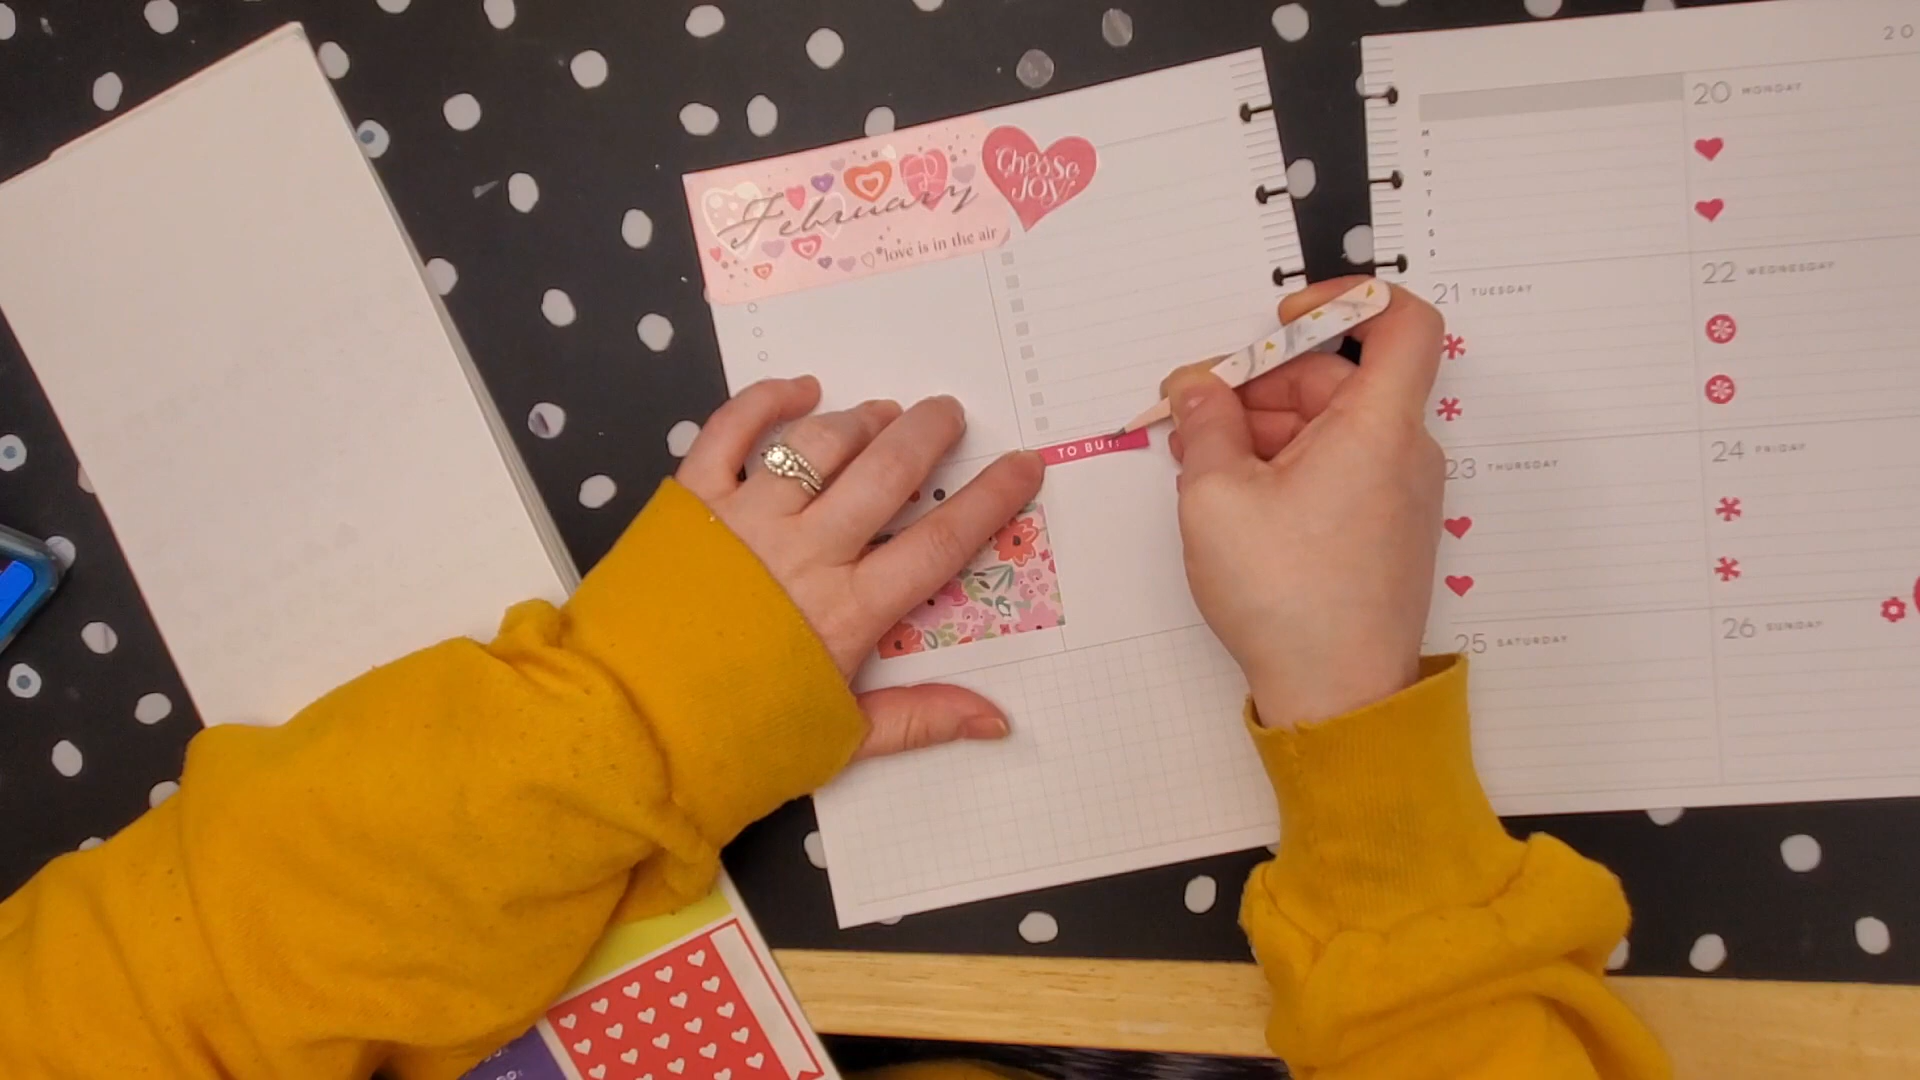 February
*love is in the air
Choose
JOY
TO BUY:
20
M
T
W
T
F
S
S
20 MONDAY
21 TUESDAY
22 WEDNESDAY
23 THURSDAY
24 FRIDAY
25 SATURDAY
26 SUNDAY